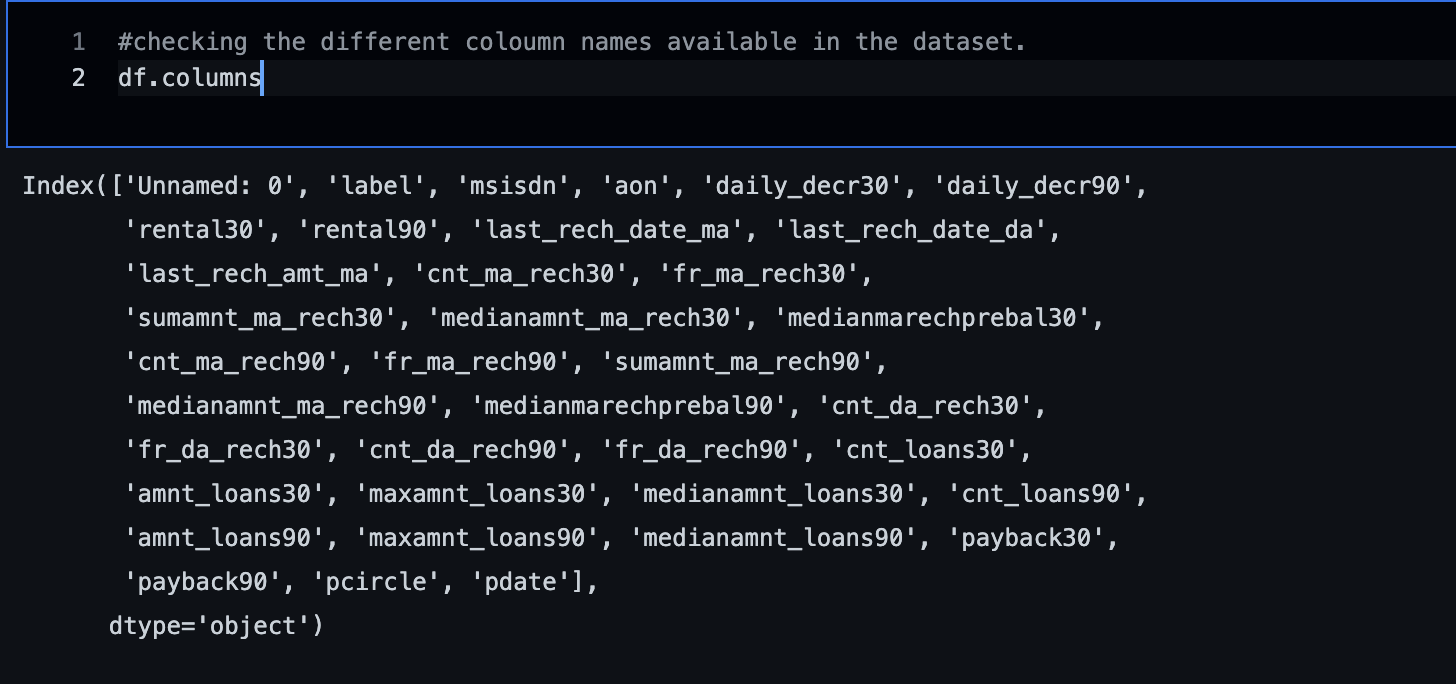 1 #checking the different coloumn names available in the dataset.
2 df.columns
Index(['Unnamed: 0', 'label', 'msisdn', 'aon', 'daily_decr30', 'daily_decr90',
'rental30', 'rental90', 'last_rech_date_ma', 'last_rech_date_da',
'last_rech_amt_ma', 'cnt_ma_rech30', 'fr_ma_rech30',
'sumamnt_ma_rech30', 'medianamnt_ma_rech30', 'medianmarechprebal30',
'cnt_ma_rech90', 'fr_ma_rech90', 'sumamnt_ma_rech90',
'medianamnt_ma_rech90', 'medianmarechprebal90', 'cnt_da_rech30',
'fr_da_rech30', 'cnt_da_rech90', 'fr_da_rech90', 'cnt_loans30',
'amnt_loans30', 'maxamnt_loans30', 'medianamnt_loans30', 'cnt_loans90',
'amnt_loans90', 'maxamnt_loans90', 'medianamnt_loans90', 'payback30',
'payback90', 'pcircle', 'pdate'],
dtype='object')